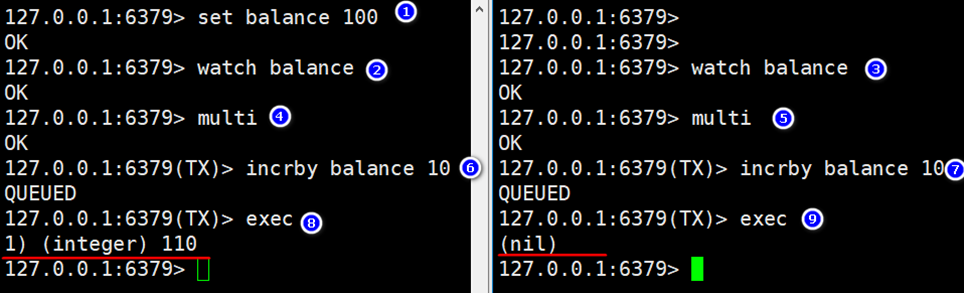 127.0.0.1:6379> set balance 100 1
OK
127.0.0.1:6379> watch balance 2
OK
127.0.0.1:6379> multi 4
OK
127.0.0.1:6379(TX)> incrby balance 10 6
QUEUED
127.0.0.1:6379(TX)> exec 8
1) (integer) 110
127.0.0.1:6379>
127.0.0.1:6379>
127.0.0.1:6379>
127.0.0.1:6379> watch balance 3
OK
127.0.0.1:6379> multi 5
OK
127.0.0.1:6379(TX)> incrby balance 10 7
QUEUED
127.0.0.1:6379(TX)> exec 9
(nil)
127.0.0.1:6379>